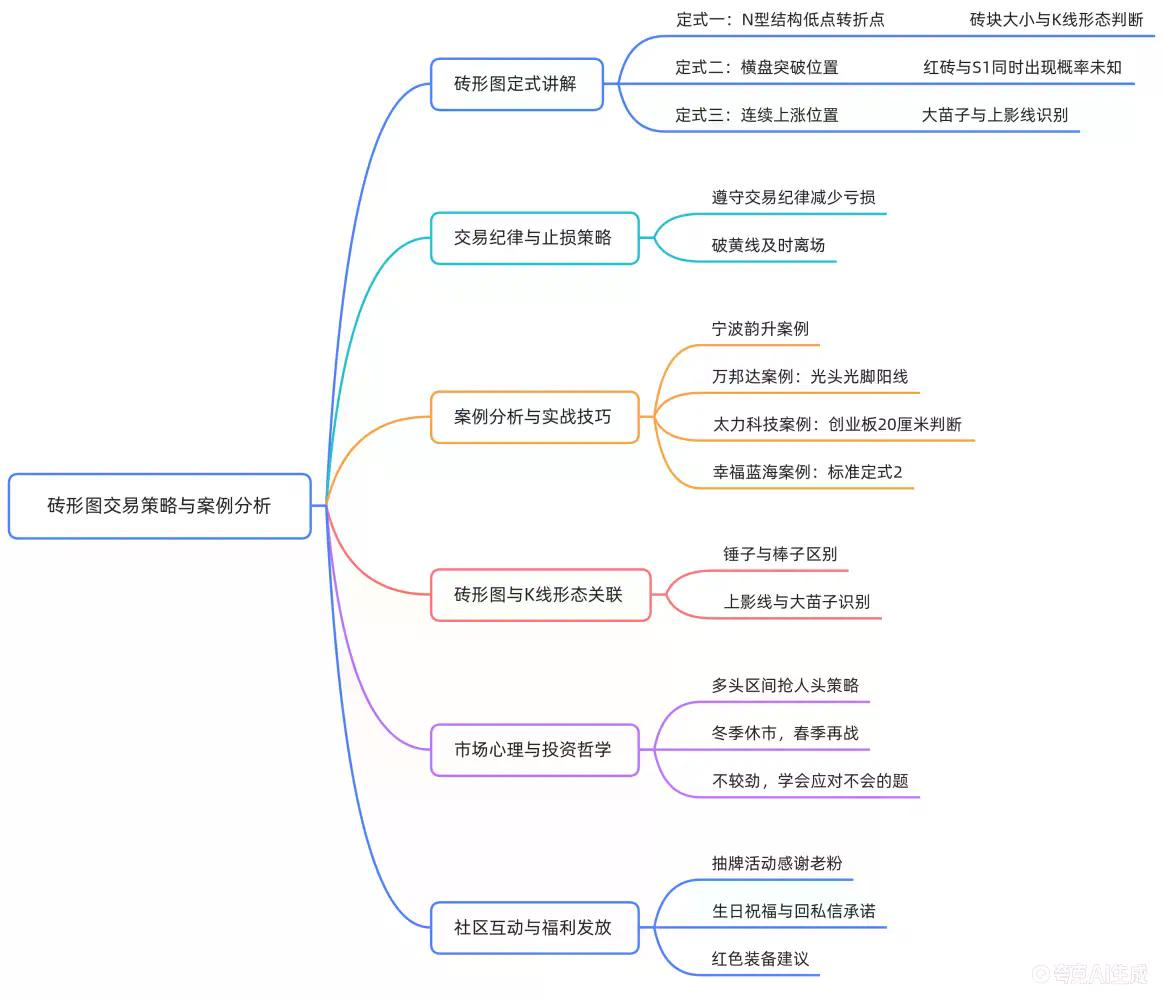 砖形图交易策略与案例分析
砖形图定式讲解
定式一：N型结构低点转折点
砖块大小与K线形态判断
定式二：横盘突破位置
红砖与S1同时出现概率未知
定式三：连续上涨位置
大苗子与上影线识别
交易纪律与止损策略
遵守交易纪律减少亏损
破黄线及时离场
案例分析与实战技巧
宁波韵升案例
万邦达案例：光头光脚阳线
太力科技案例：创业板20厘米判断
幸福蓝海案例：标准定式2
砖形图与K线形态关联
锤子与棒子区别
上影线与大苗子识别
市场心理与投资哲学
多头区间抢人头策略
冬季休市，春季再战
不较劲，学会应对不会的题
社区互动与福利发放
抽牌活动感谢老粉
生日祝福与回私信承诺
红色装备建议
夸克AI生成